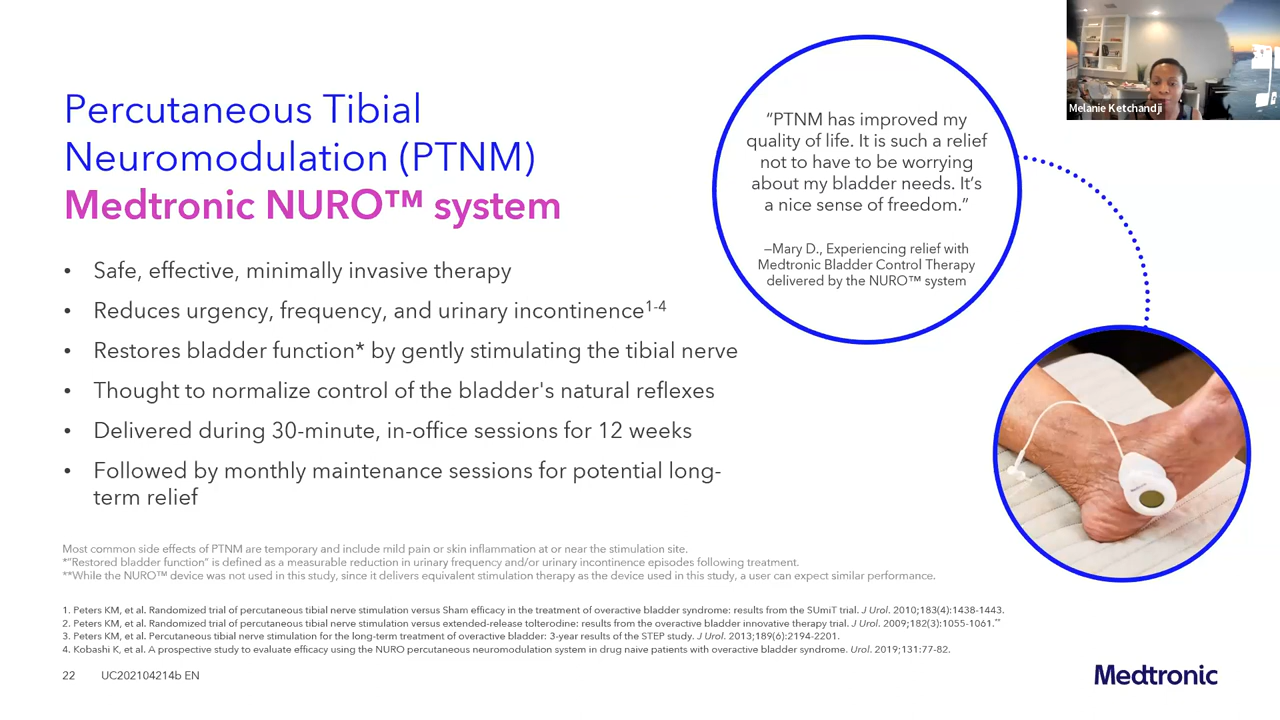 Percutaneous Tibial
Neuromodulation (PTNM)
Medtronic NURO™ system
• Safe, effective, minimally invasive therapy
• Reduces urgency, frequency, and urinary incontinence1-4
• Restores bladder function* by gently stimulating the tibial nerve
• Thought to normalize control of the bladder's natural reflexes
• Delivered during 30-minute, in-office sessions for 12 weeks
• Followed by monthly maintenance sessions for potential long-
term relief
"PTNM has improved my
quality of life. It is such a relief
not to have to be worrying
about my bladder needs. It's
a nice sense of freedom."
–Mary D., Experiencing relief with
Medtronic Bladder Control Therapy
delivered by the NURO™ system
Melanie Ketchandji
Medtronic
Most common side effects of PTNM are temporary and include mild pain or skin inflammation at or near the stimulation site.
*"Restored bladder function" is defined as a measurable reduction in urinary frequency and/or urinary incontinence episodes following treatment.
**While the NURO™ device was not used in this study, since it delivers equivalent stimulation therapy as the device used in this study, a user can expect similar performance.
1. Peters KM, et al. Randomized trial of percutaneous tibial nerve stimulation versus Sham efficacy in the treatment of overactive bladder syndrome: results from the SUmiT trial. J Urol. 2010;183(4):1438-1443.
2. Peters KM, et al. Randomized trial of percutaneous tibial nerve stimulation versus extended-release tolterodine: results from the overactive bladder innovative therapy trial. J Urol. 2009;182(3):1055-1061.**
3. Peters KM, et al. Percutaneous tibial nerve stimulation for the long-term treatment of overactive bladder: 3-year results of the STEP study. J Urol. 2013;189(6):2194-2201.
4. Kobashi K, et al. A prospective study to evaluate efficacy using the NURO percutaneous neuromodulation system in drug naive patients with overactive bladder syndrome. Urol. 2019;131:77-82.
22 UC202104214b EN
Medtronic